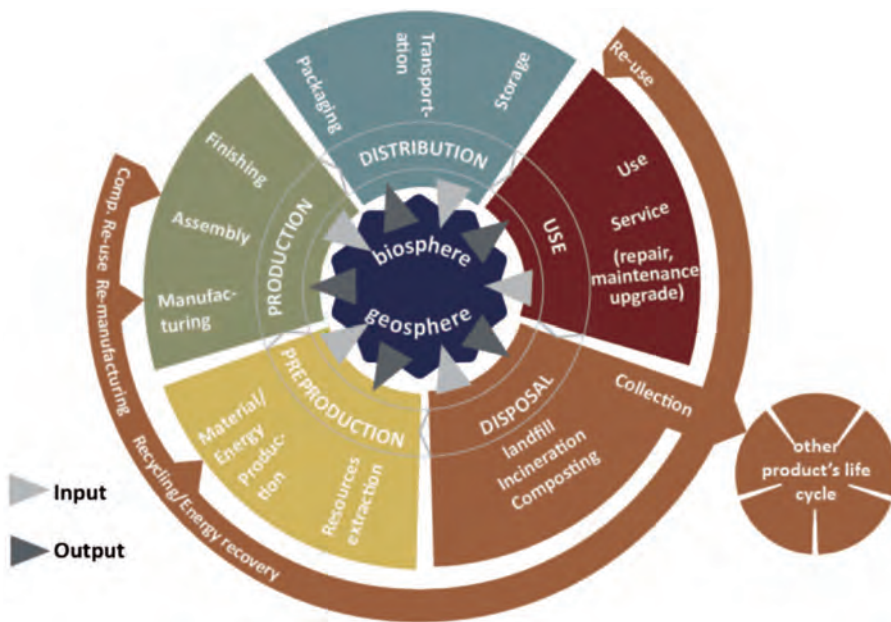 Packaging
Transport-
ation
Storage
DISTRIBUTION
Re-use
Use
Service
(repair,
maintenance
upgrade)
USE
Finishing
Assembly
Manufac-
turing
PRODUCTION
biosphere
geosphere
Comp. Re-use
Re-manufacturing
Recycling/Energy recovery
PREPRODUCTION
Material/
Energy
Produc-
tion
Resources
extraction
DISPOSAL
landfill
Incineration
Composting
Collection
other
product's life
cycle
Input
Output